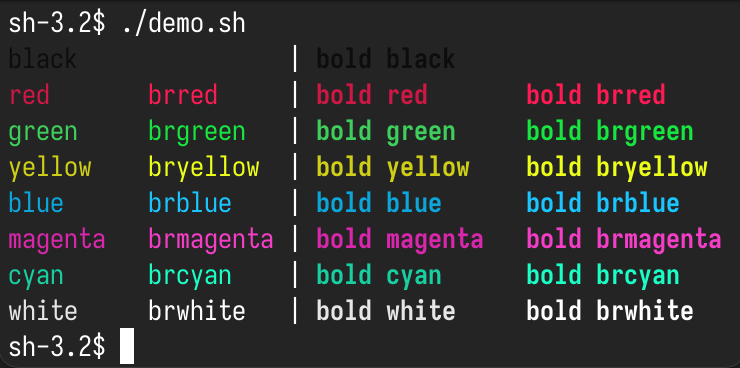 sh-3.2$ ./demo.sh
black | bold black
red brred | bold red bold brred
green brgreen | bold green bold brgreen
yellow bryellow | bold yellow bold bryellow
blue brblue | bold blue bold brblue
magenta brmagenta | bold magenta bold brmagenta
cyan brcyan | bold cyan bold brcyan
white brwhite | bold white bold brwhite
sh-3.2$